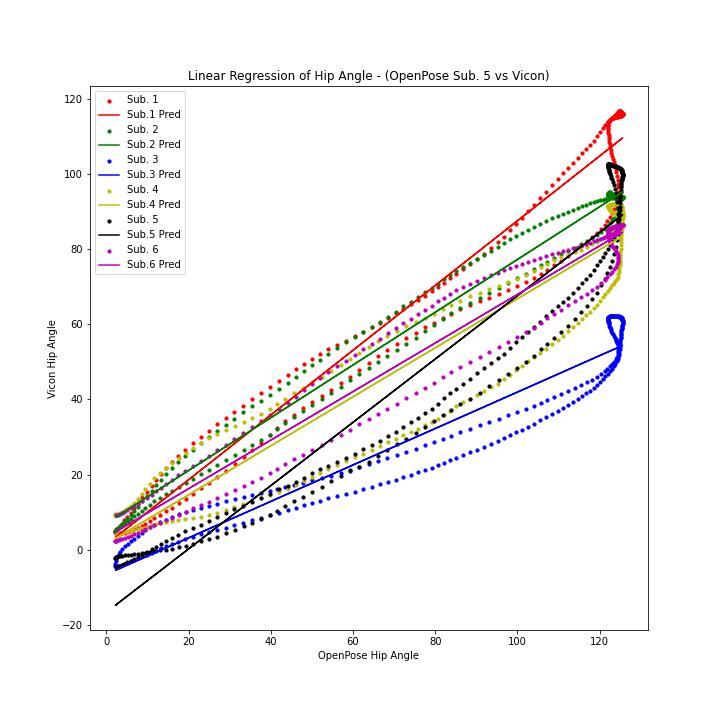 Linear Regression of Hip Angle - (OpenPose Sub. 5 vs Vicon)
Sub. 1
Sub.1 Pred
Sub. 2
Sub.2 Pred
Sub. 3
Sub.3 Pred
Sub. 4
Sub.4 Pred
Sub. 5
Sub.5 Pred
Sub. 6
Sub.6 Pred
120
100
80
60
40
20
0
−20
Vicon Hip Angle
0 20 40 60 80 100 120
OpenPose Hip Angle